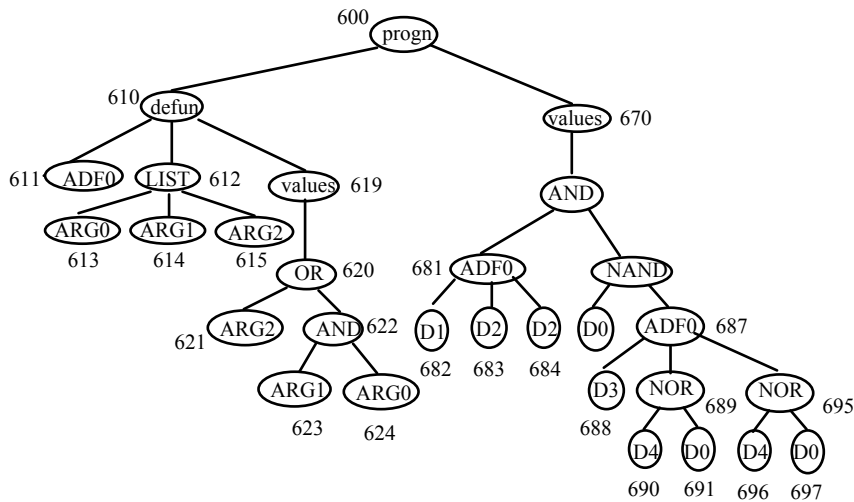 600 progn
610 defun
values 670
611 ADF0 LIST 612 values 619 AND
ARG0 ARG1 ARG2
613 614 615
OR 620 681 ADF0 NAND
621 ARG2 AND 622 D1 D2 D2 D0 ADF0 687
682 683 684
ARG1 ARG0 D3 NOR 689 NOR 695
623 624 688
D4 D0 D4 D0
690 691 696 697